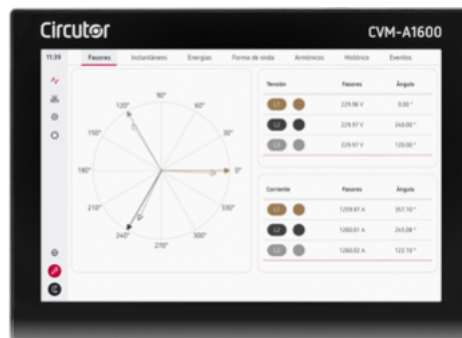 Circutor
CVM-A1600
11:39
Fasores Instantáneos Energías Forma de onda Armónicos Histórico Eventos
90°
120° 60°
150° 30°
180° 0°
210° 330°
240° 300°
270°
Tensión Fasores Ángulo
L1 229.96 V 0.00 °
L2 229.97 V 240.00 °
L3 229.97 V 120.00 °
Corriente Fasores Ángulo
L1 1259.97 A 357.10 °
L2 1260.01 A 245.08 °
L3 1260.02 A 122.10 °